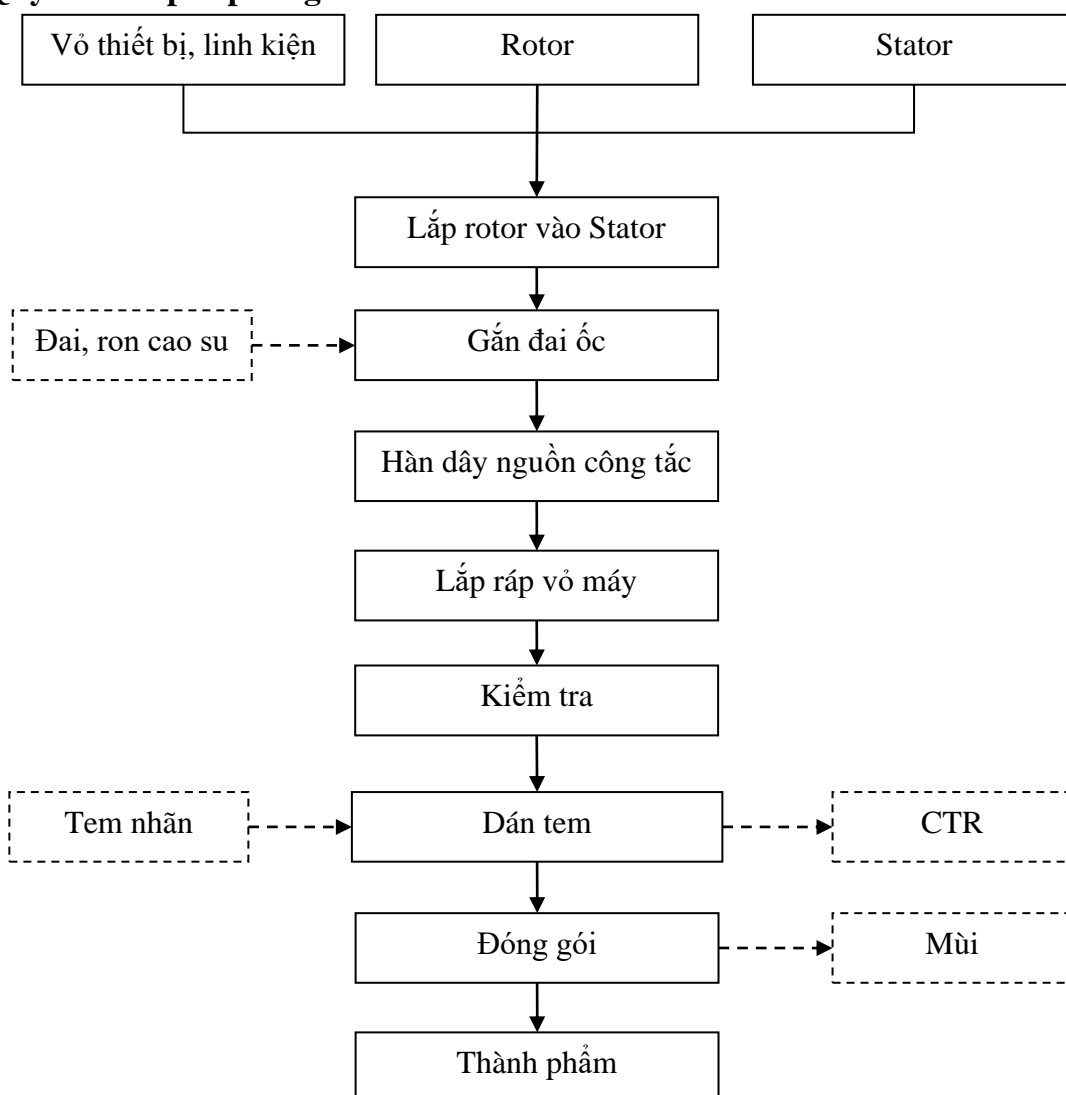 Vỏ thiết bị, linh kiện
Rotor
Stator
Lắp rotor vào Stator
Đai, ron cao su
Gắn đai ốc
Hàn dây nguồn công tắc
Lắp ráp vỏ máy
Kiểm tra
Tem nhãn
Dán tem
CTR
Đóng gói
Mùi
Thành phẩm